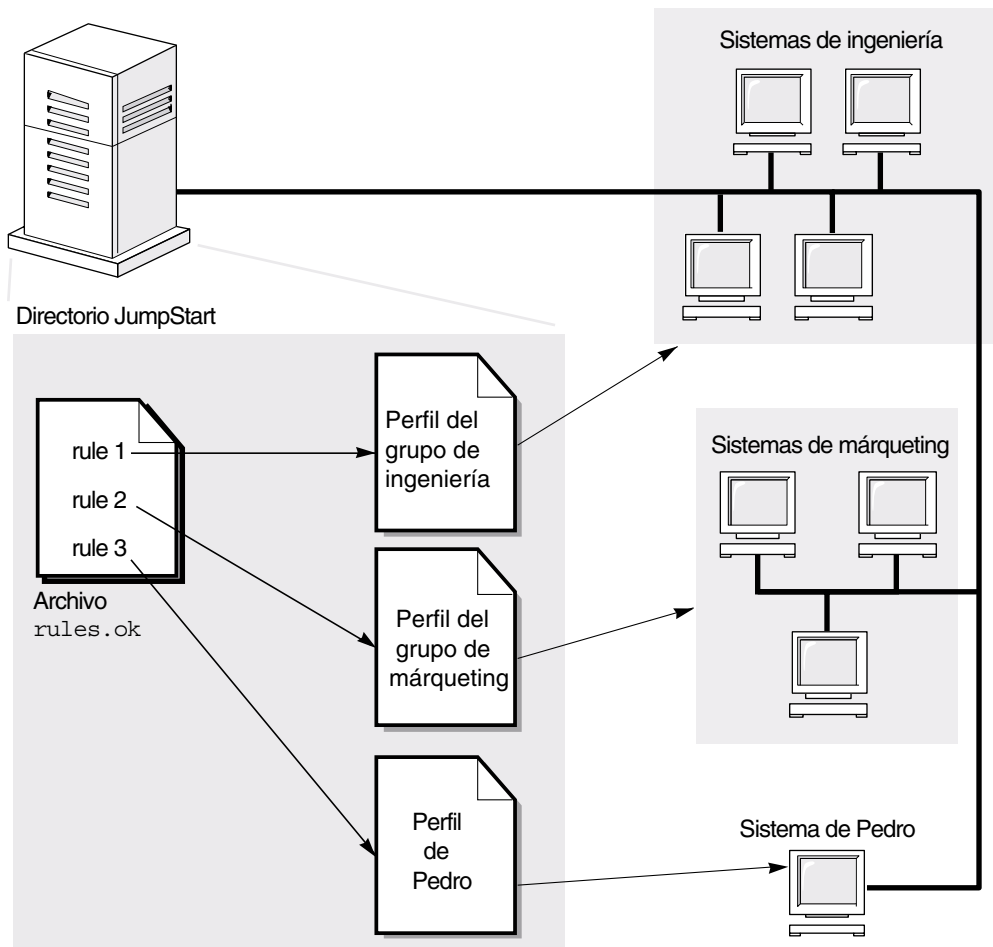 Sistemas de ingeniería
Directorio JumpStart
rule 1
rule 2
rule 3
Archivo
rules.ok
Perfil del
grupo de
ingeniería
Perfil del
grupo de
márqueting
Perfil
de
Pedro
Sistemas de márqueting
Sistema de Pedro